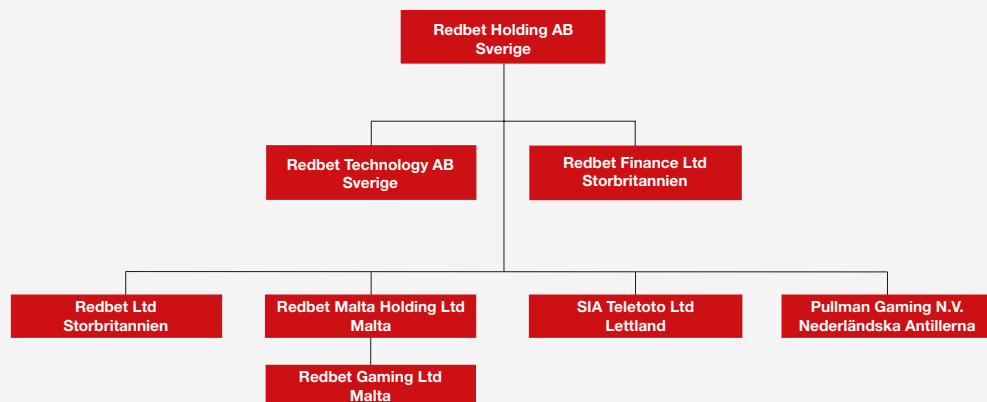 Redbet Holding AB
Sverige
Redbet Technology AB
Sverige
Redbet Finance Ltd
Storbritannien
Redbet Ltd
Storbritannien
Redbet Malta Holding Ltd
Malta
SIA Teletoto Ltd
Lettland
Pullman Gaming N.V.
Nederländska Antillerna
Redbet Gaming Ltd
Malta